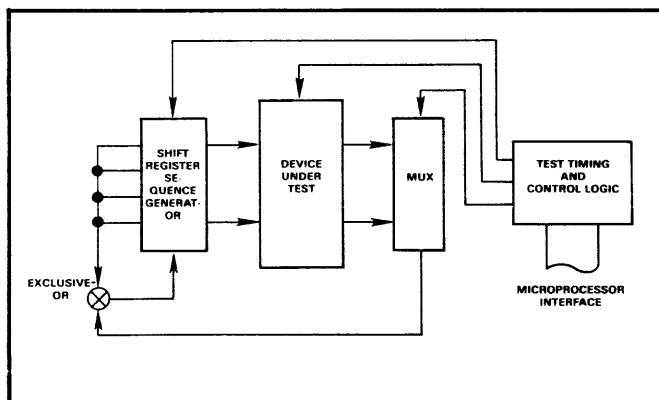 SHIFT
REGISTER
SE-
QUENCE
GENERAT-
OR
DEVICE
UNDER
TEST
MUX
TEST TIMING
AND
CONTROL LOGIC
EXCLUSIVE-
OR
MICROPROCESSOR
INTERFACE